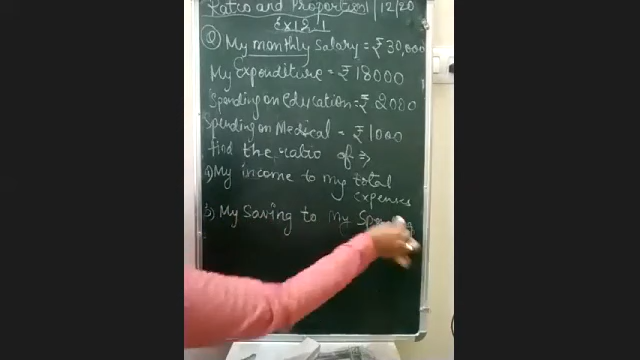 Ratio and Proportion 1/12/20
Ex 12.1
Q My monthly Salary = ₹30,000
My Expenditure = ₹18000
Spending on Education = ₹ 2000
Spending on Medical = ₹ 1000
find the ratio of ⇒
a) My income to my total
expenses
b) My Saving to my